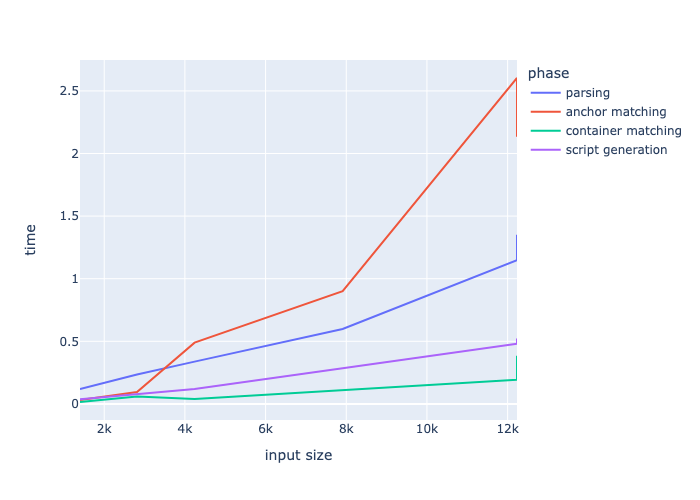 phase
parsing
anchor matching
container matching
script generation
2.5
2
1.5
1
0.5
0
time
2k
4k
6k
8k
10k
12k
input size